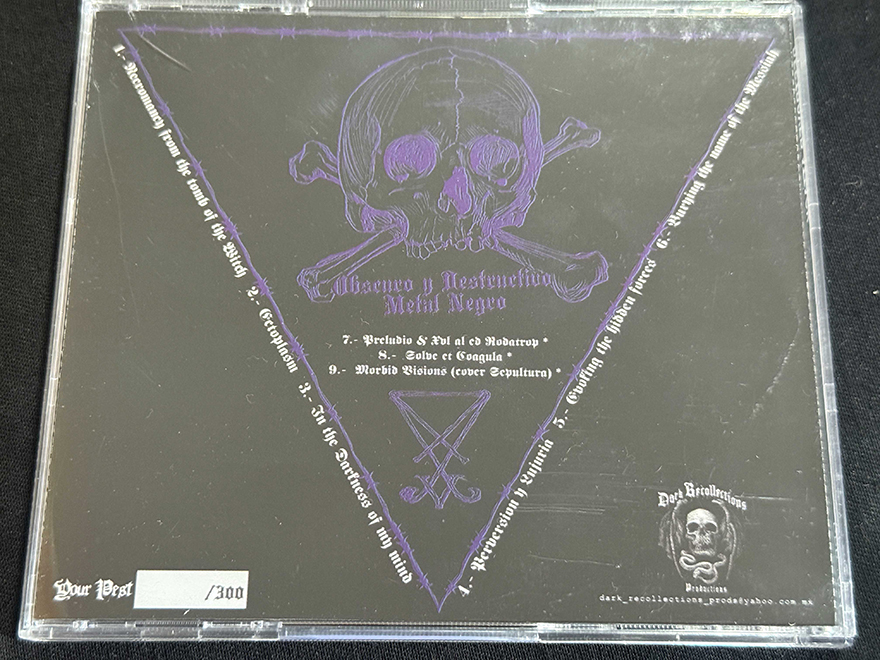 1.- Necromancy from the tomb of the Witch
2.- Ectoplasm
3.- In the Darkness of my mind
4.- Perversion y Lujuria
5.- Evoking the hidden forces
6.- Burning the name of the Messiah
Obscuro y Destructivo
Metal Negro
7.- Preludio & Xvl al ed Rodatrop *
8.- Solve et Coagula *
9.- Morbid Visions (cover Sepultura) *
Your Pest /300
Dark Recollections
Productions
dark_recollections_prods@yahoo.com.mx